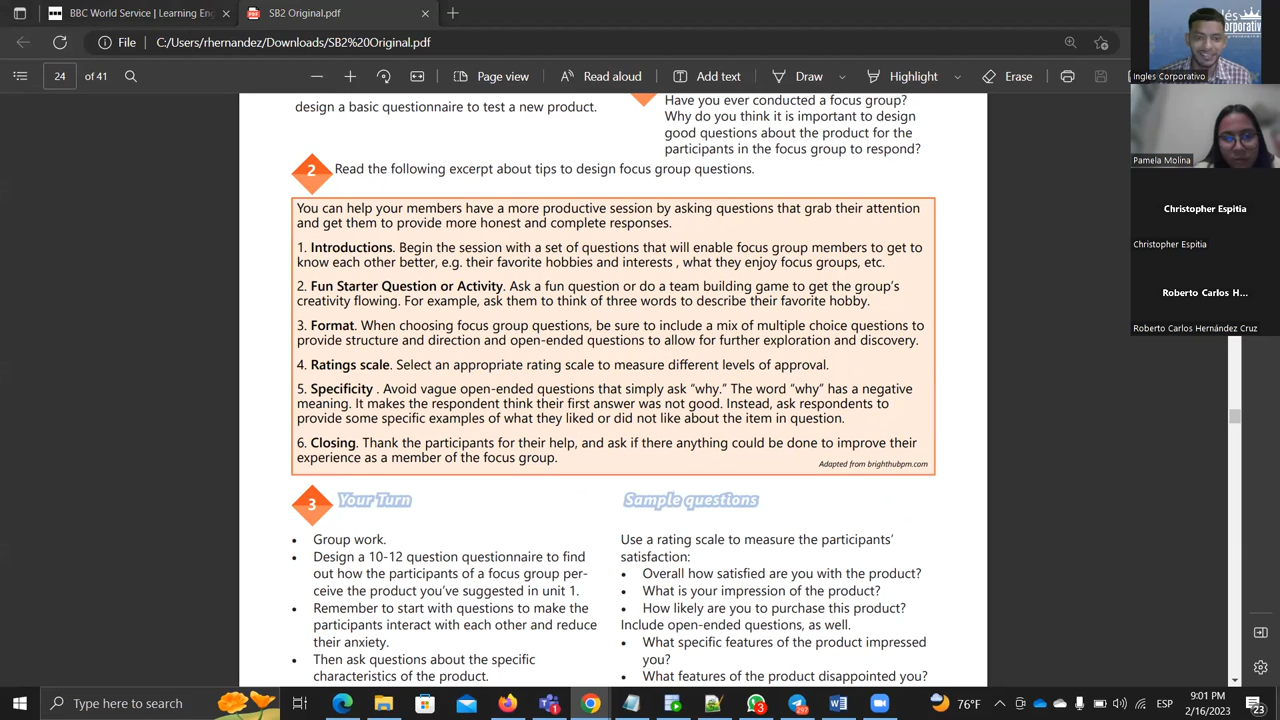 BBC World Service | Learning En
SB2 Original.pdf
File
C:/Users/rhernandez/Downloads/SB2%20Original.pdf
24
of 41
Page view
Read aloud
Add text
Draw
Highlight
Erase
lés
orporativ
Ingles Corporativo
Pamela Molina
Christopher Espitia
Christopher Espitia
Roberto Carlos H...
Roberto Carlos Hernández Cruz
design a basic questionnaire to test a new product.
Have you ever conducted a focus group?
Why do you think it is important to design
good questions about the product for the
participants in the focus group to respond?
2
Read the following excerpt about tips to design focus group questions.
You can help your members have a more productive session by asking questions that grab their attention
and get them to provide more honest and complete responses.
1. Introductions. Begin the session with a set of questions that will enable focus group members to get to
know each other better, e.g. their favorite hobbies and interests , what they enjoy focus groups, etc.
2. Fun Starter Question or Activity. Ask a fun question or do a team building game to get the group's
creativity flowing. For example, ask them to think of three words to describe their favorite hobby.
3. Format. When choosing focus group questions, be sure to include a mix of multiple choice questions to
provide structure and direction and open-ended questions to allow for further exploration and discovery.
4. Ratings scale. Select an appropriate rating scale to measure different levels of approval.
5. Specificity . Avoid vague open-ended questions that simply ask “why.” The word “why” has a negative
meaning. It makes the respondent think their first answer was not good. Instead, ask respondents to
provide some specific examples of what they liked or did not like about the item in question.
6. Closing. Thank the participants for their help, and ask if there anything could be done to improve their
experience as a member of the focus group.
Adapted from brighthubpm.com
3
Your Turn
• Group work.
• Design a 10-12 question questionnaire to find
out how the participants of a focus group per-
ceive the product you've suggested in unit 1.
• Remember to start with questions to make the
participants interact with each other and reduce
their anxiety.
• Then ask questions about the specific
characteristics of the product.
Sample questions
Use a rating scale to measure the participants'
satisfaction:
• Overall how satisfied are you with the product?
• What is your impression of the product?
• How likely are you to purchase this product?
Include open-ended questions, as well.
• What specific features of the product impressed
you?
• What features of the product disappointed you?
Type here to search
1
3
297
76°F
ESP
9:01 PM
2/16/2023
23